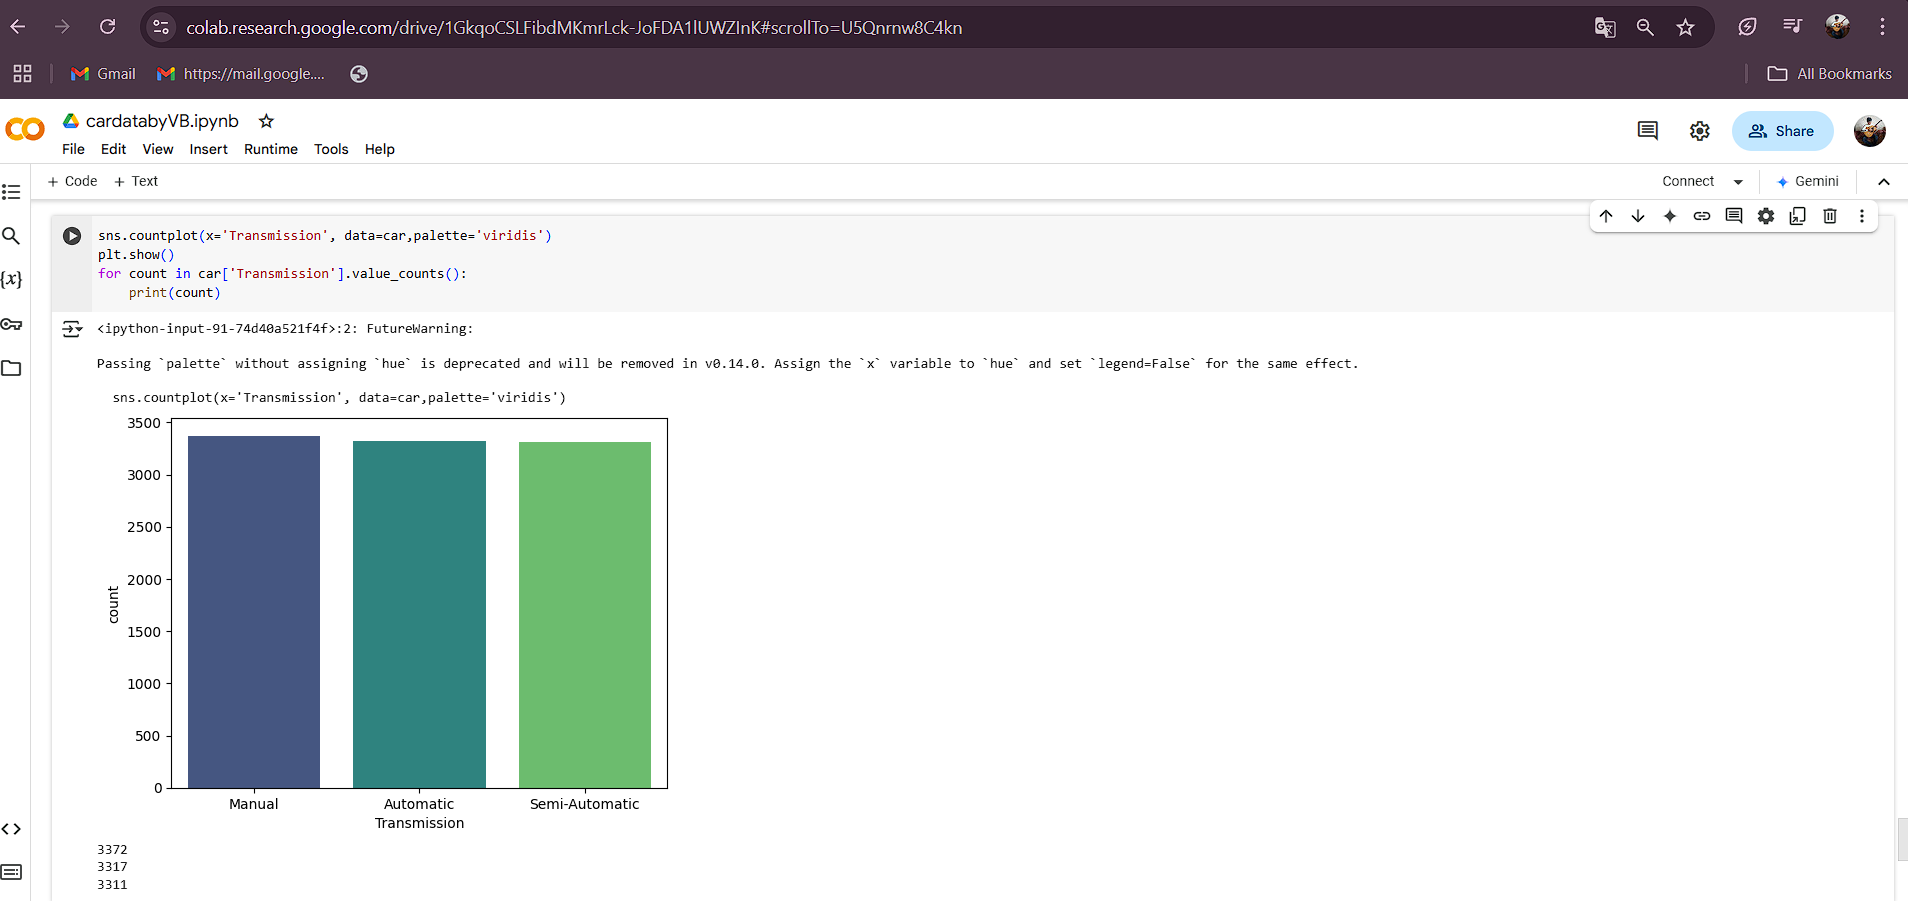 colab.research.google.com/drive/1GkqoCSLFibdMKmrLck-JoFDA1lUWZInK#scrollTo=U5Qnrnw8C4kn
Gmail https://mail.google.... All Bookmarks
cardatabyVB.ipynb
File Edit View Insert Runtime Tools Help
Share
+ Code + Text Connect Gemini
sns.countplot(x='Transmission', data=car,palette='viridis')
plt.show()
for count in car['Transmission'].value_counts():
    print(count)
<ipython-input-91-74d40a521f4f>:2: FutureWarning:
Passing `palette` without assigning `hue` is deprecated and will be removed in v0.14.0. Assign the `x` variable to `hue` and set `legend=False` for the same effect.
sns.countplot(x='Transmission', data=car,palette='viridis')
3500
3000
2500
2000
1500
1000
500
0
count
Manual Automatic Semi-Automatic
Transmission
3372
3317
3311